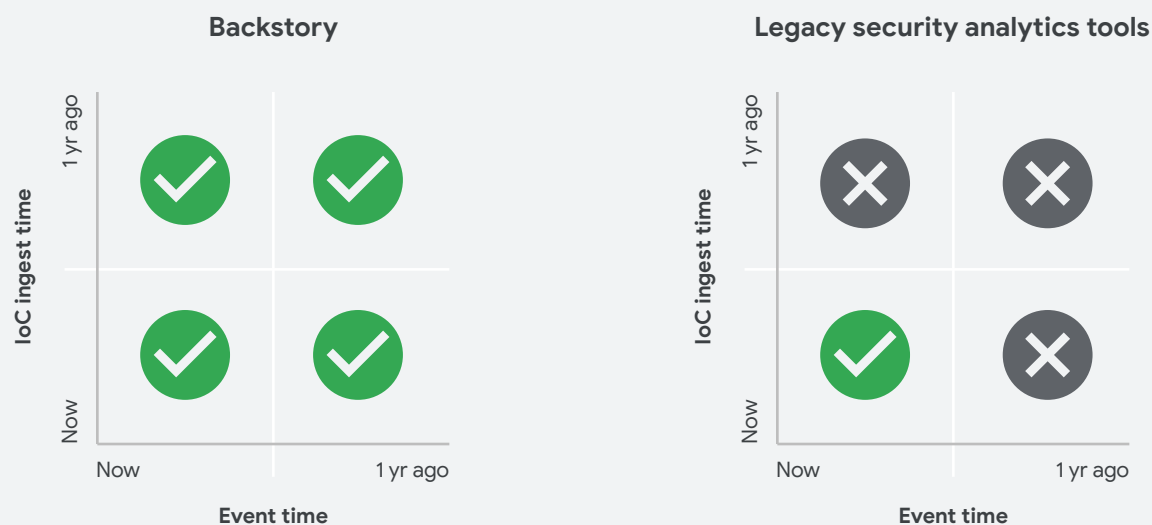 Backstory
1 yr ago
IoC ingest time
Now
Now
1 yr ago
Event time
Legacy security analytics tools
1 yr ago
IoC ingest time
Now
Now
1 yr ago
Event time